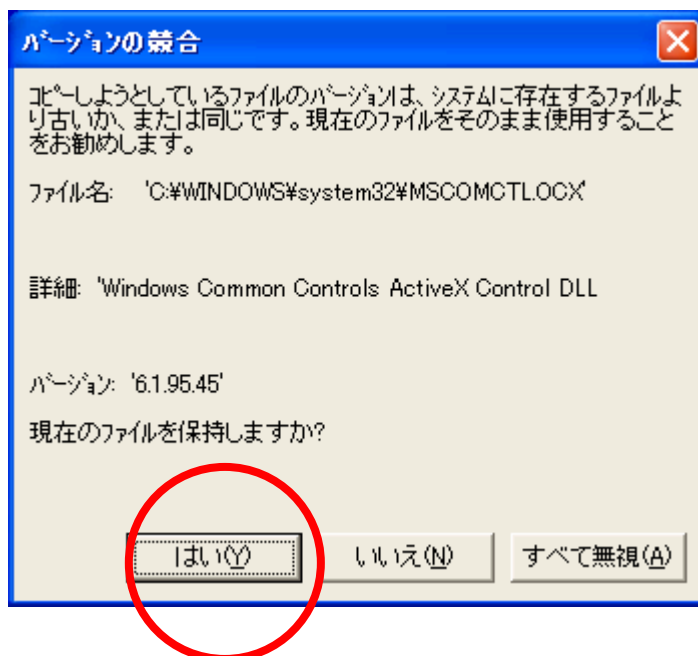 バージョンの競合
コピーしようとしているファイルのバージョンは、システムに存在するファイルよ
り古いか、または同じです。現在のファイルをそのまま使用すること
をお勧めします。
ファイル名: 'C:¥WINDOWS¥system32¥MSCOMCTL.OCX'
詳細: 'Windows Common Controls ActiveX Control DLL
バージョン: '6.1.95.45'
現在のファイルを保持しますか?
はい(Y) いいえ(N) すべて無視(A)